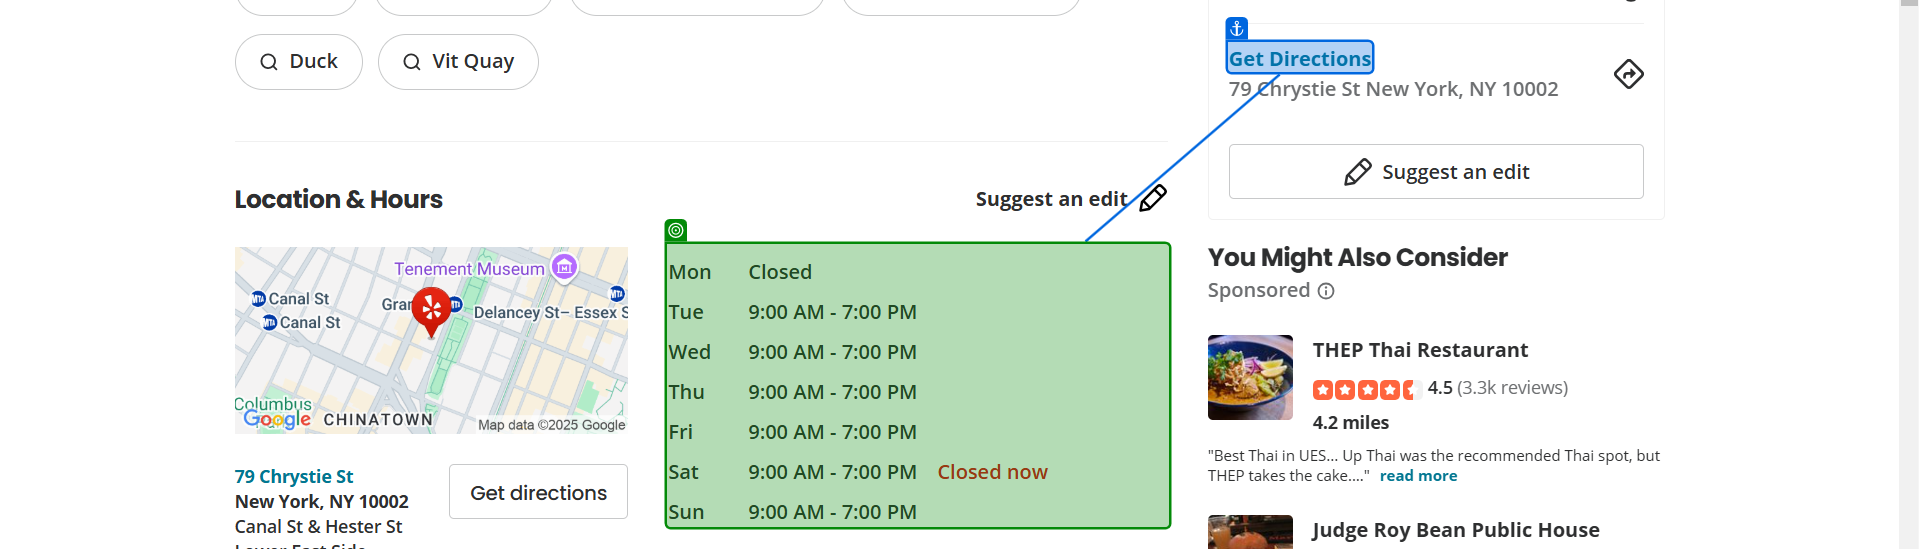 Duck
Vit Quay
Get Directions
79 Chrystie St New York, NY 10002
Suggest an edit
Location & Hours
Suggest an edit
Tenement Museum
Canal St
Canal St
Gran
Delancey St– Essex S
Columbus
Google
CHINATOWN
Map data ©2025 Google
79 Chrystie St
New York, NY 10002
Canal St & Hester St
Lower East Side
Get directions
Mon Closed
Tue 9:00 AM - 7:00 PM
Wed 9:00 AM - 7:00 PM
Thu 9:00 AM - 7:00 PM
Fri 9:00 AM - 7:00 PM
Sat 9:00 AM - 7:00 PM Closed now
Sun 9:00 AM - 7:00 PM
You Might Also Consider
Sponsored
THEP Thai Restaurant
4.5 (3.3k reviews)
4.2 miles
"Best Thai in UES... Up Thai was the recommended Thai spot, but
THEP takes the cake...." read more
Judge Roy Bean Public House